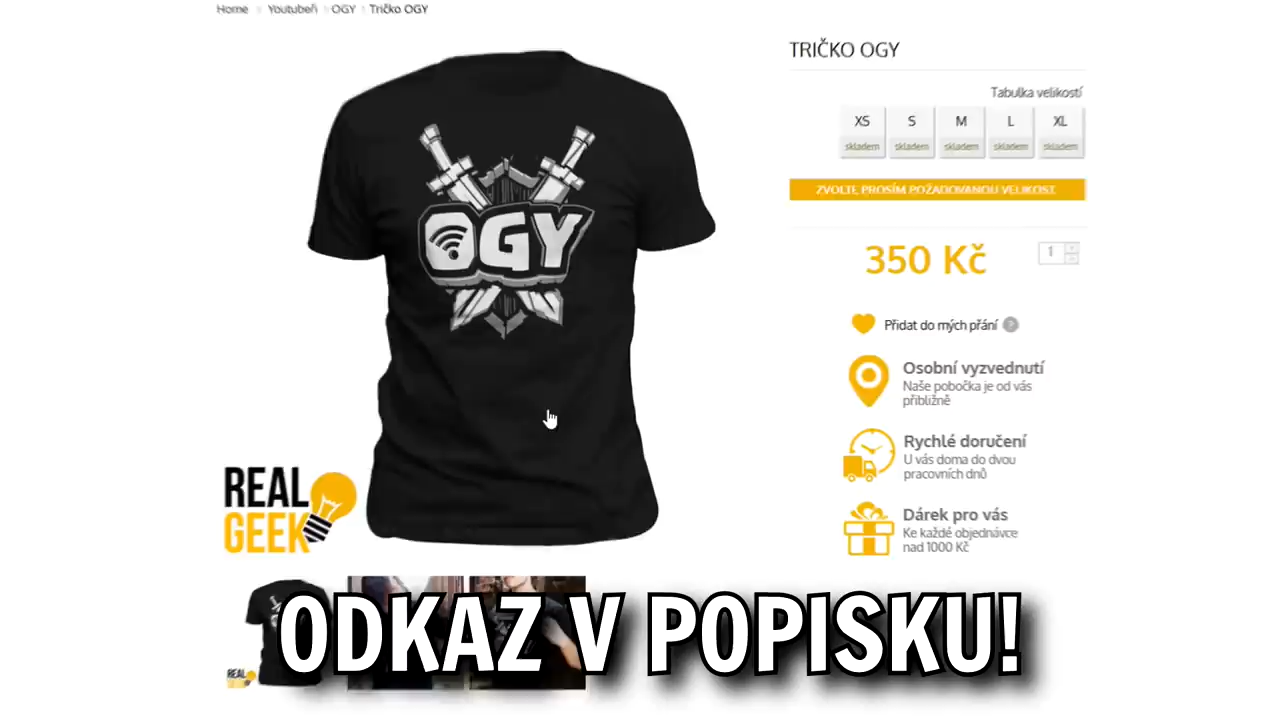 Home Youtubeři OGY Tričko OGY
TRIČKO OGY
Tabulka velikostí
XS S M L XL
skladem skladem skladem skladem skladem
ZVOLTE PROSÍM POŽADOVANOU VELIKOST
OGY
350 Kč
1
Přidat do mých přání ?
Osobní vyzvednutí
Naše pobočka je od vás
přibližně
Rychlé doručení
U vás doma do dvou
pracovních dnů
REAL
GEEK
Dárek pro vás
Ke každé objednávce
nad 1000 Kč
ODKAZ V POPISKU!
REAL